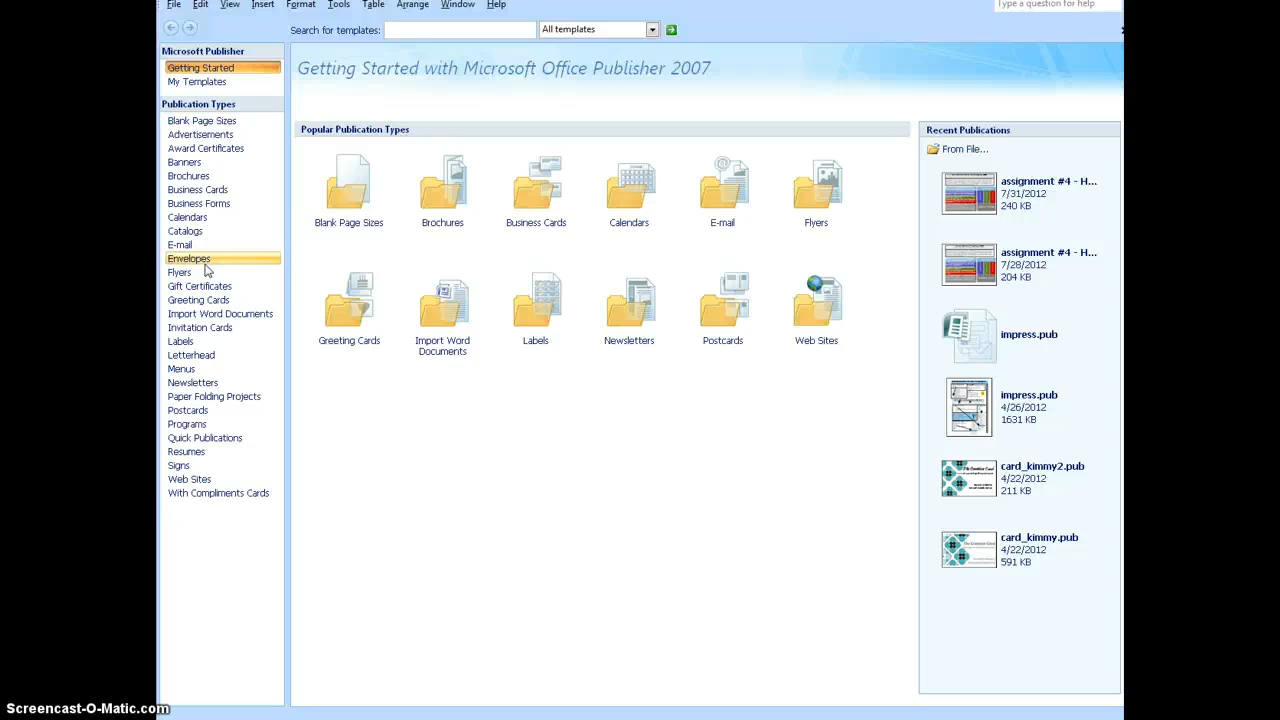 File Edit View Insert Format Tools Table Arrange Window Help
Type a question for help
Search for templates:
All templates
Microsoft Publisher
Getting Started
My Templates
Publication Types
Blank Page Sizes
Advertisements
Award Certificates
Banners
Brochures
Business Cards
Business Forms
Calendars
Catalogs
E-mail
Envelopes
Flyers
Gift Certificates
Greeting Cards
Import Word Documents
Invitation Cards
Labels
Letterhead
Menus
Newsletters
Paper Folding Projects
Postcards
Programs
Quick Publications
Resumes
Signs
Web Sites
With Compliments Cards
Getting Started with Microsoft Office Publisher 2007
Popular Publication Types
Blank Page Sizes
Brochures
Business Cards
Calendars
E-mail
Flyers
Greeting Cards
Import Word
Documents
Labels
Newsletters
Postcards
Web Sites
Recent Publications
From File...
assignment #4 - H...
7/31/2012
240 KB
assignment #4 - H...
7/28/2012
204 KB
impress.pub
impress.pub
4/26/2012
1631 KB
card_kimmy2.pub
4/22/2012
211 KB
card_kimmy.pub
4/22/2012
591 KB
Screencast-O-Matic.com